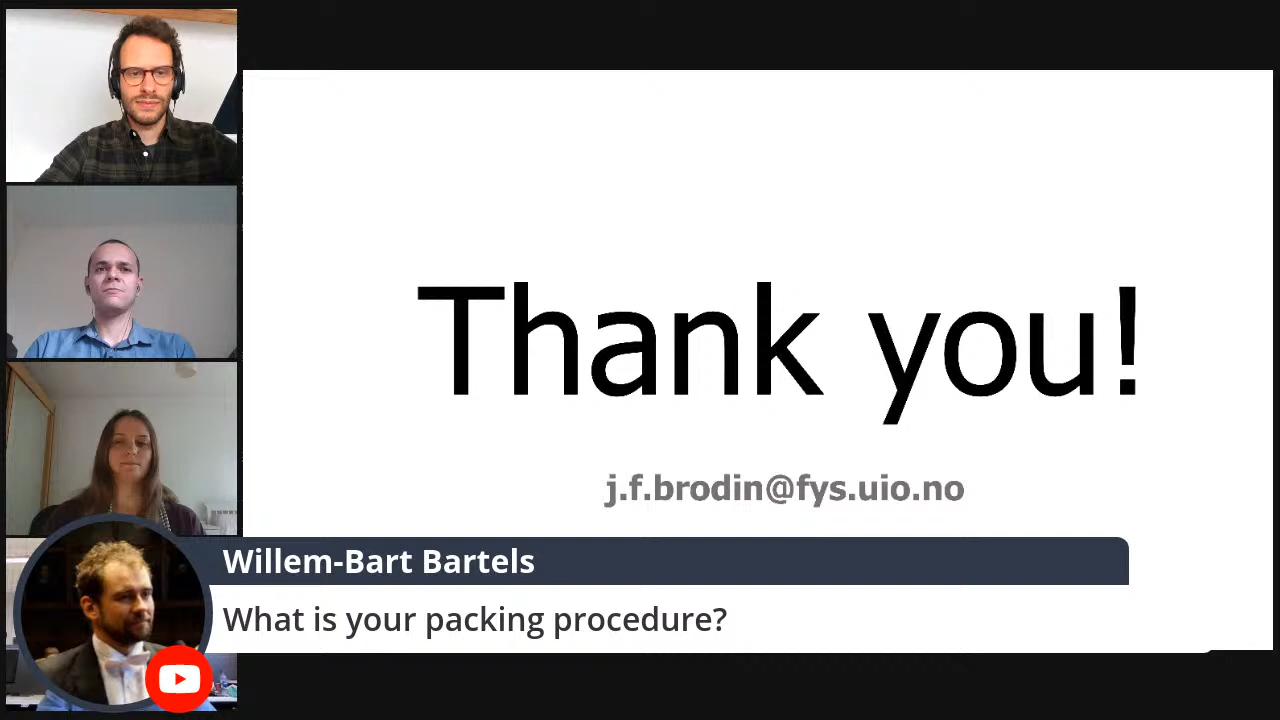 Thank you!
j.f.brodin@fys.uio.no
Willem-Bart Bartels
What is your packing procedure?